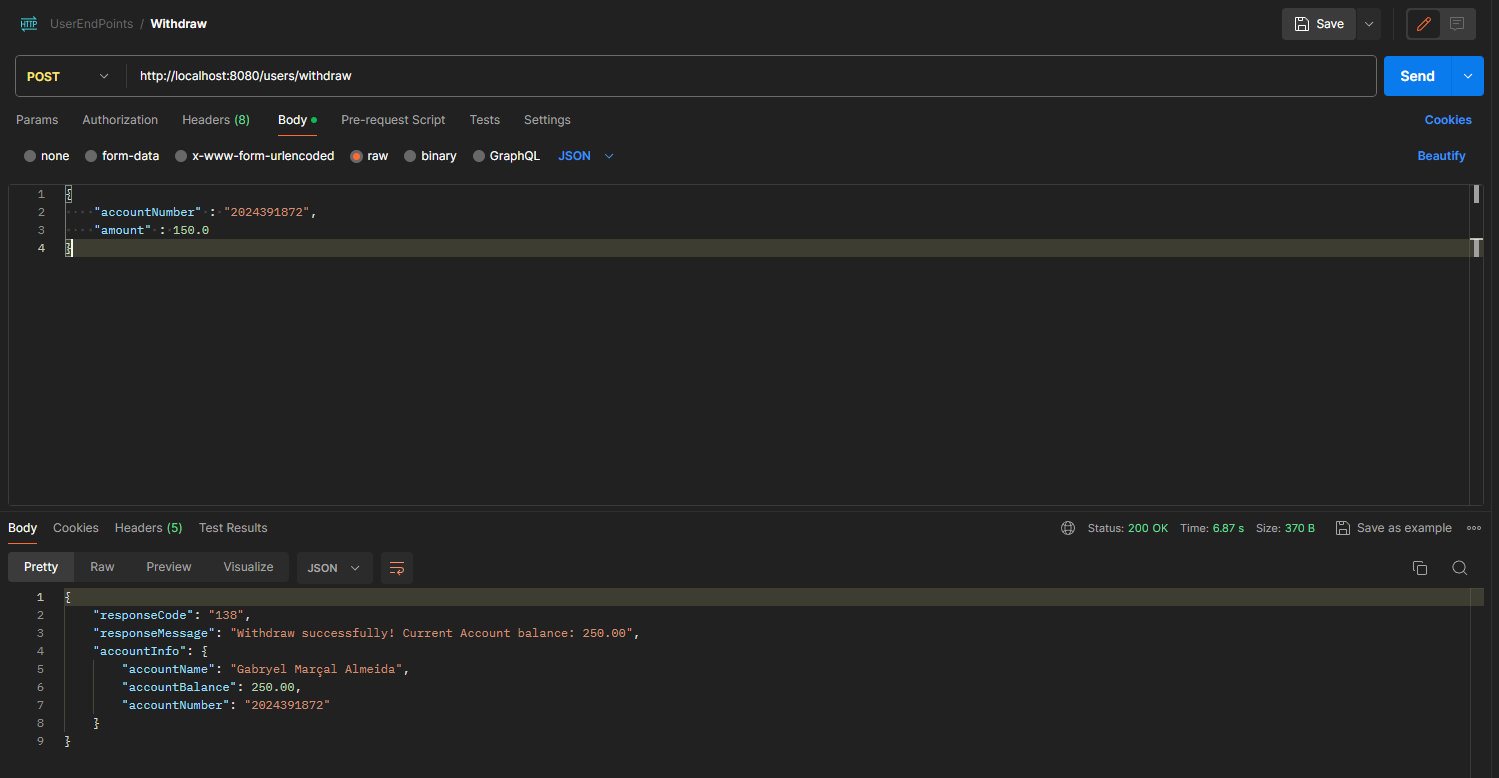 HTTP UserEndPoints / Withdraw Save
POST http://localhost:8080/users/withdraw Send
Params Authorization Headers (8) Body Pre-request Script Tests Settings Cookies
none form-data x-www-form-urlencoded raw binary GraphQL JSON Beautify
1 {
2 "accountNumber" : "2024391872",
3 "amount" : 150.0
4 }
Body Cookies Headers (5) Test Results Status: 200 OK Time: 6.87 s Size: 370 B Save as example
Pretty Raw Preview Visualize JSON
1 {
2 "responseCode": "138",
3 "responseMessage": "Withdraw successfully! Current Account balance: 250.00",
4 "accountInfo": {
5 "accountName": "Gabryel Marçal Almeida",
6 "accountBalance": 250.00,
7 "accountNumber": "2024391872"
8 }
9 }